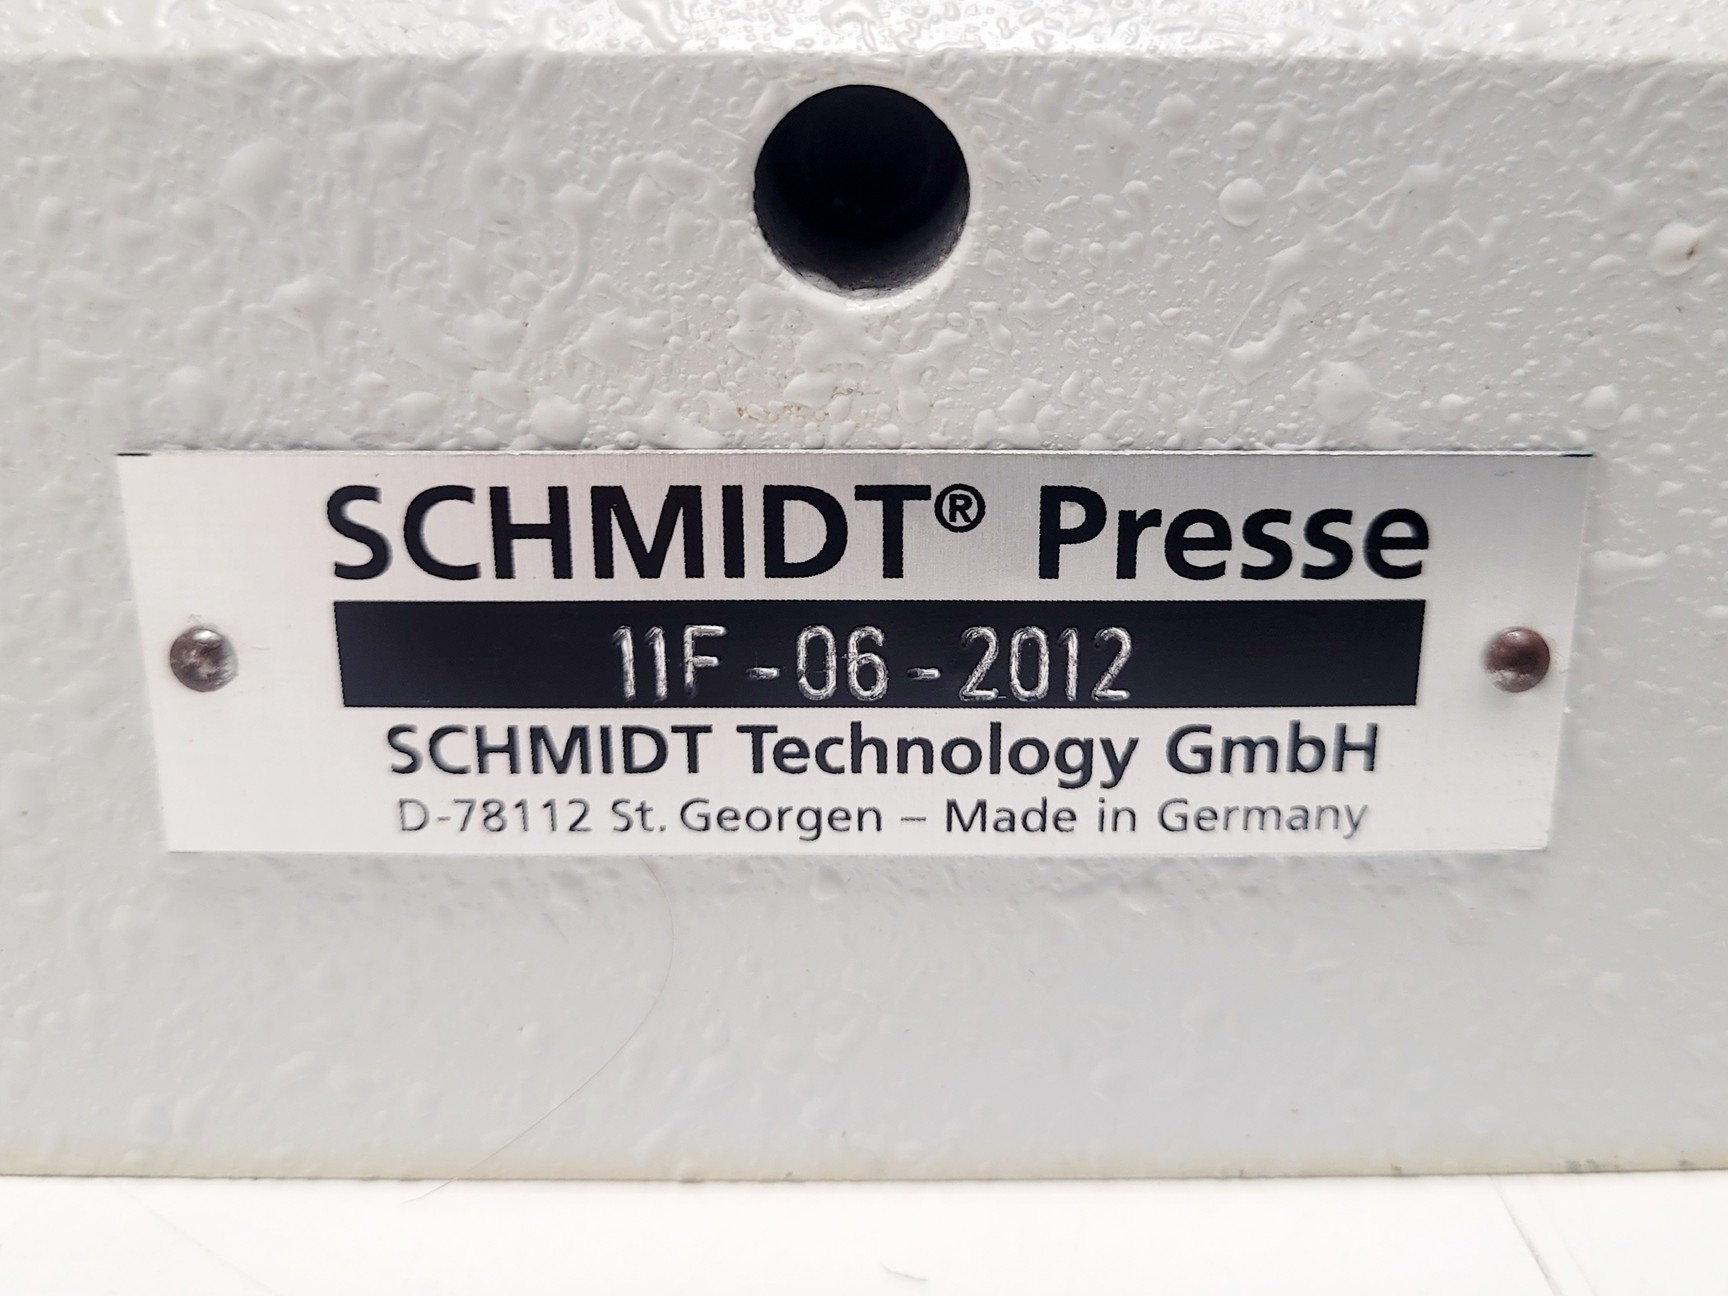 SCHMIDT® Presse
11F-06-2012
SCHMIDT Technology GmbH
D-78112 St. Georgen – Made in Germany